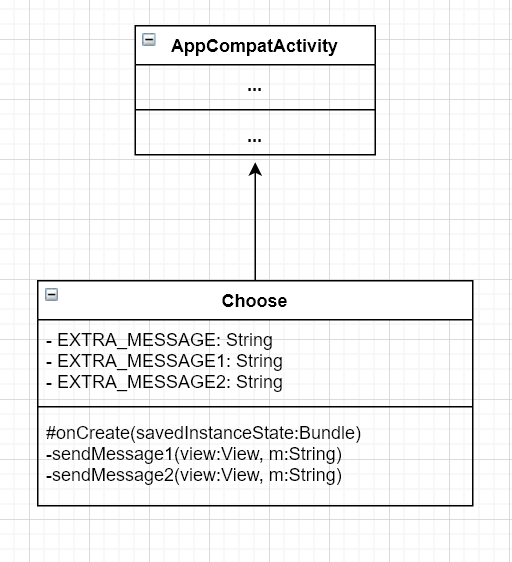 AppCompatActivity
...
...
Choose
- EXTRA_MESSAGE: String
- EXTRA_MESSAGE1: String
- EXTRA_MESSAGE2: String
#onCreate(savedInstanceState:Bundle)
-sendMessage1(view:View, m:String)
-sendMessage2(view:View, m:String)